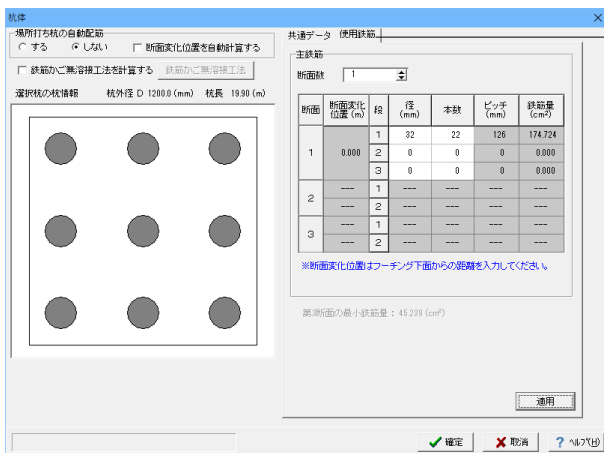 杭体
場所打ち杭の自動配筋
する しない 断面変化位置を自動計算する
鉄筋かご無溶接工法を計算する 鉄筋かご無溶接工法
選択杭の杭情報 杭外径 D 1200.0 (mm) 杭長 19.90 (m)
共通データ 使用鉄筋
主鉄筋
断面数 1
断面 断面変化位置 (m) 段 径 (mm) 本数 ピッチ (mm) 鉄筋量 (cm²)
1 0.000 1 32 22 126 174.724
2 0 0 0 0.000
3 0 0 0 0.000
2 --- 1 --- --- --- ---
--- 2 --- --- --- ---
3 --- 1 --- --- --- ---
--- 2 --- --- --- ---
※断面変化位置はフーチング下面からの距離を入力してください。
断面の最小鉄筋量 : 45.239 (cm²)
適用
確定 取消 ? ヘルプ(H)